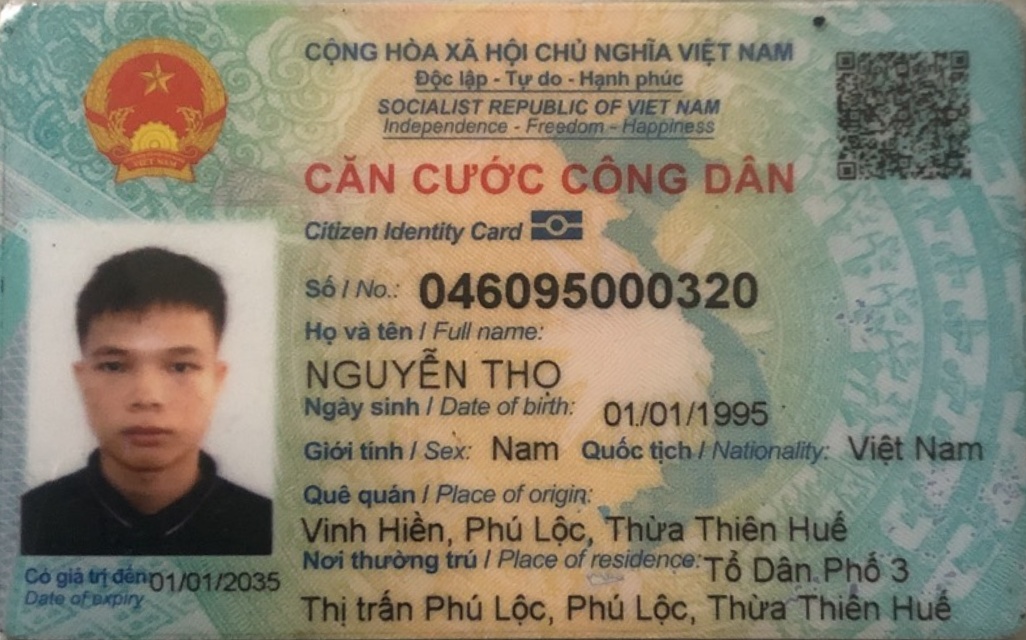 CỘNG HÒA XÃ HỘI CHỦ NGHĨA VIỆT NAM
Độc lập - Tự do - Hạnh phúc
SOCIALIST REPUBLIC OF VIET NAM
Independence - Freedom - Happiness
CĂN CƯỚC CÔNG DÂN
Citizen Identity Card
Số / No.: 046095000320
Họ và tên / Full name:
NGUYỄN THỌ
Ngày sinh / Date of birth: 01/01/1995
Giới tính / Sex: Nam Quốc tịch / Nationality: Việt Nam
Quê quán / Place of origin:
Vinh Hiền, Phú Lộc, Thừa Thiên Huế
Nơi thường trú / Place of residence: Tổ Dân Phố 3
Thị trấn Phú Lộc, Phú Lộc, Thừa Thiên Huế
Có giá trị đến: 01/01/2035
Date of expiry
VIỆT NAM